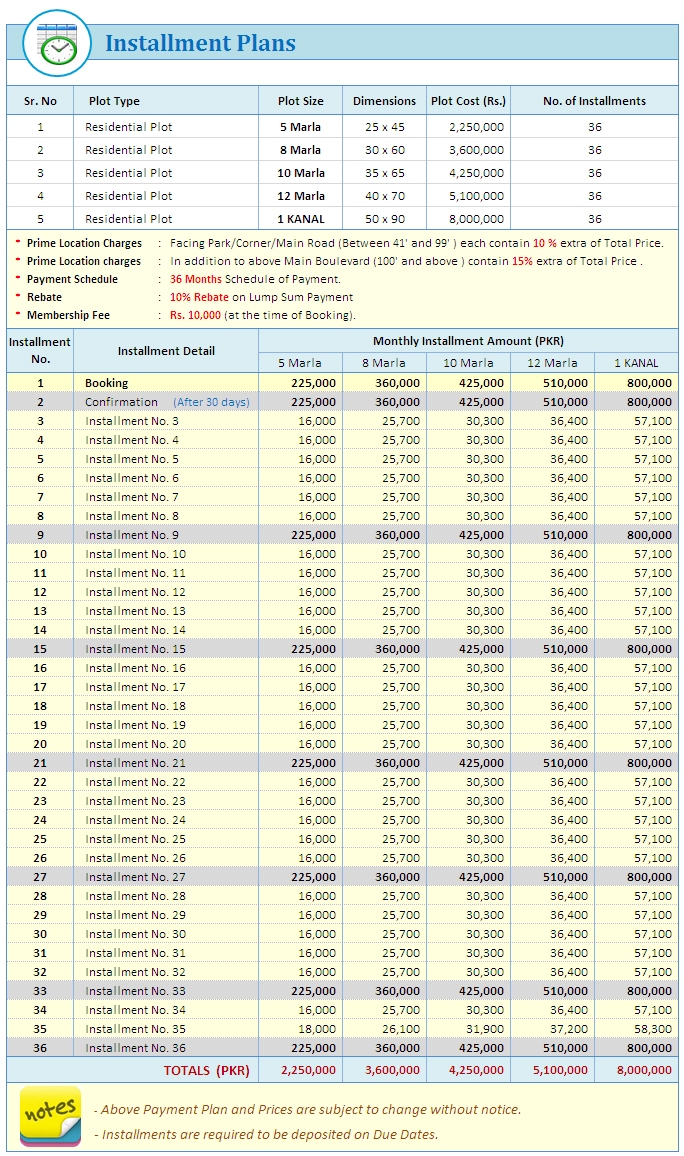 Installment Plans
Sr. No Plot Type Plot Size Dimensions Plot Cost (Rs.) No. of Installments
1 Residential Plot 5 Marla 25 x 45 2,250,000 36
2 Residential Plot 8 Marla 30 x 60 3,600,000 36
3 Residential Plot 10 Marla 35 x 65 4,250,000 36
4 Residential Plot 12 Marla 40 x 70 5,100,000 36
5 Residential Plot 1 KANAL 50 x 90 8,000,000 36
* Prime Location Charges : Facing Park/Corner/Main Road (Between 41' and 99' ) each contain 10 % extra of Total Price.
* Prime Location charges : In addition to above Main Boulevard (100' and above ) contain 15% extra of Total Price .
* Payment Schedule : 36 Months Schedule of Payment.
* Rebate : 10% Rebate on Lump Sum Payment
* Membership Fee : Rs. 10,000 (at the time of Booking).
Installment No. Installment Detail Monthly Installment Amount (PKR)
5 Marla 8 Marla 10 Marla 12 Marla 1 KANAL
1 Booking 225,000 360,000 425,000 510,000 800,000
2 Confirmation (After 30 days) 225,000 360,000 425,000 510,000 800,000
3 Installment No. 3 16,000 25,700 30,300 36,400 57,100
4 Installment No. 4 16,000 25,700 30,300 36,400 57,100
5 Installment No. 5 16,000 25,700 30,300 36,400 57,100
6 Installment No. 6 16,000 25,700 30,300 36,400 57,100
7 Installment No. 7 16,000 25,700 30,300 36,400 57,100
8 Installment No. 8 16,000 25,700 30,300 36,400 57,100
9 Installment No. 9 225,000 360,000 425,000 510,000 800,000
10 Installment No. 10 16,000 25,700 30,300 36,400 57,100
11 Installment No. 11 16,000 25,700 30,300 36,400 57,100
12 Installment No. 12 16,000 25,700 30,300 36,400 57,100
13 Installment No. 13 16,000 25,700 30,300 36,400 57,100
14 Installment No. 14 16,000 25,700 30,300 36,400 57,100
15 Installment No. 15 225,000 360,000 425,000 510,000 800,000
16 Installment No. 16 16,000 25,700 30,300 36,400 57,100
17 Installment No. 17 16,000 25,700 30,300 36,400 57,100
18 Installment No. 18 16,000 25,700 30,300 36,400 57,100
19 Installment No. 19 16,000 25,700 30,300 36,400 57,100
20 Installment No. 20 16,000 25,700 30,300 36,400 57,100
21 Installment No. 21 225,000 360,000 425,000 510,000 800,000
22 Installment No. 22 16,000 25,700 30,300 36,400 57,100
23 Installment No. 23 16,000 25,700 30,300 36,400 57,100
24 Installment No. 24 16,000 25,700 30,300 36,400 57,100
25 Installment No. 25 16,000 25,700 30,300 36,400 57,100
26 Installment No. 26 16,000 25,700 30,300 36,400 57,100
27 Installment No. 27 225,000 360,000 425,000 510,000 800,000
28 Installment No. 28 16,000 25,700 30,300 36,400 57,100
29 Installment No. 29 16,000 25,700 30,300 36,400 57,100
30 Installment No. 30 16,000 25,700 30,300 36,400 57,100
31 Installment No. 31 16,000 25,700 30,300 36,400 57,100
32 Installment No. 32 16,000 25,700 30,300 36,400 57,100
33 Installment No. 33 225,000 360,000 425,000 510,000 800,000
34 Installment No. 34 16,000 25,700 30,300 36,400 57,100
35 Installment No. 35 18,000 26,100 31,900 37,200 58,300
36 Installment No. 36 225,000 360,000 425,000 510,000 800,000
TOTALS (PKR) 2,250,000 3,600,000 4,250,000 5,100,000 8,000,000
notes
- Above Payment Plan and Prices are subject to change without notice.
- Installments are required to be deposited on Due Dates.